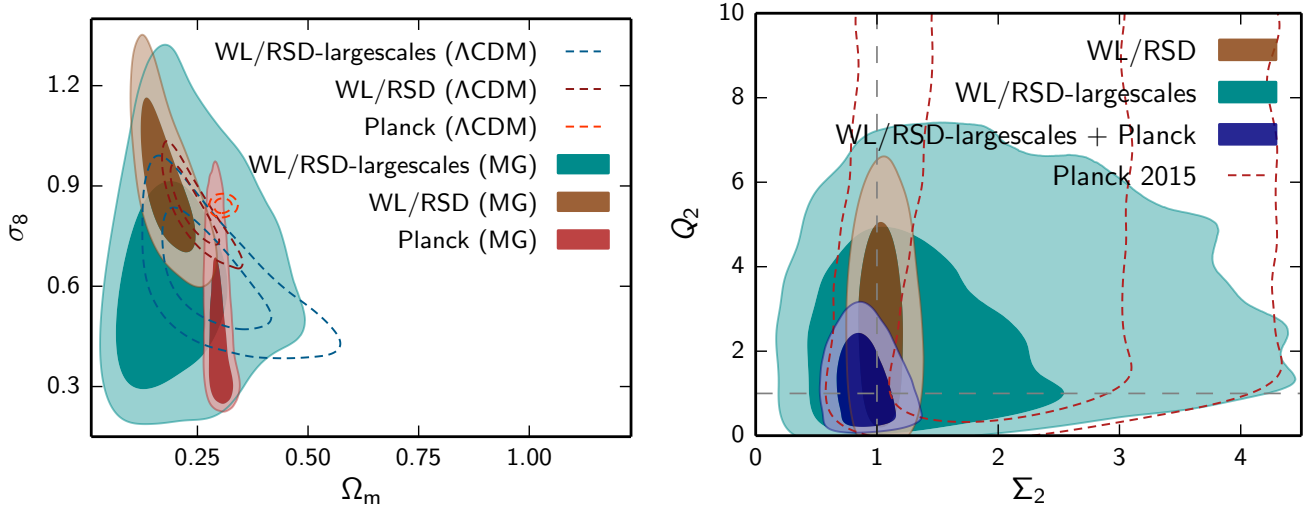 WL/RSD-largescales (ΛCDM)
WL/RSD (ΛCDM)
Planck (ΛCDM)
WL/RSD-largescales (MG)
WL/RSD (MG)
Planck (MG)
1.2
0.9
0.6
0.3
σ8
0.25 0.50 0.75 1.00
Ωm
WL/RSD
WL/RSD-largescales
WL/RSD-largescales + Planck
Planck 2015
10
8
6
4
2
0
Q2
0 1 2 3 4
Σ2